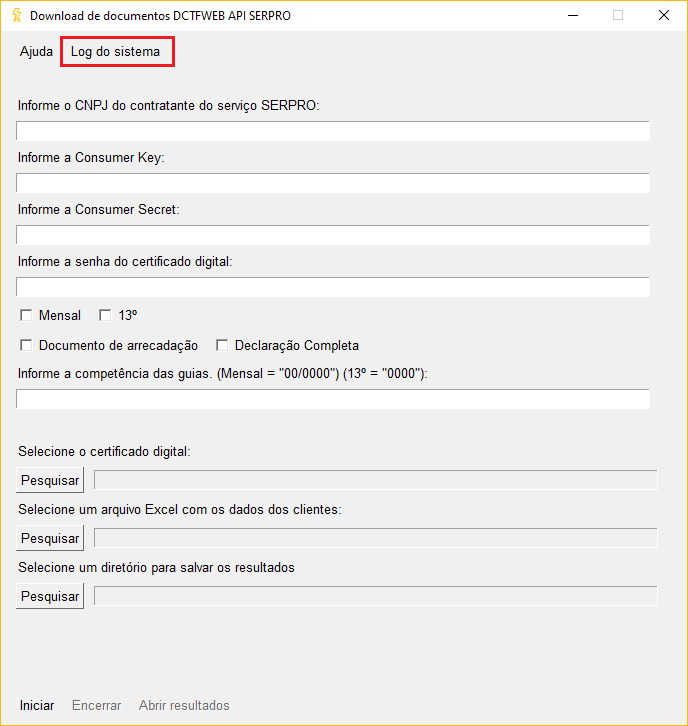 Download de documentos DCTFWEB API SERPRO
Ajuda Log do sistema
Informe o CNPJ do contratante do serviço SERPRO:
Informe a Consumer Key:
Informe a Consumer Secret:
Informe a senha do certificado digital:
Mensal 13º
Documento de arrecadação Declaração Completa
Informe a competência das guias. (Mensal = "00/0000") (13º = "0000"):
Selecione o certificado digital:
Pesquisar
Selecione um arquivo Excel com os dados dos clientes:
Pesquisar
Selecione um diretório para salvar os resultados
Pesquisar
Iniciar Encerrar Abrir resultados